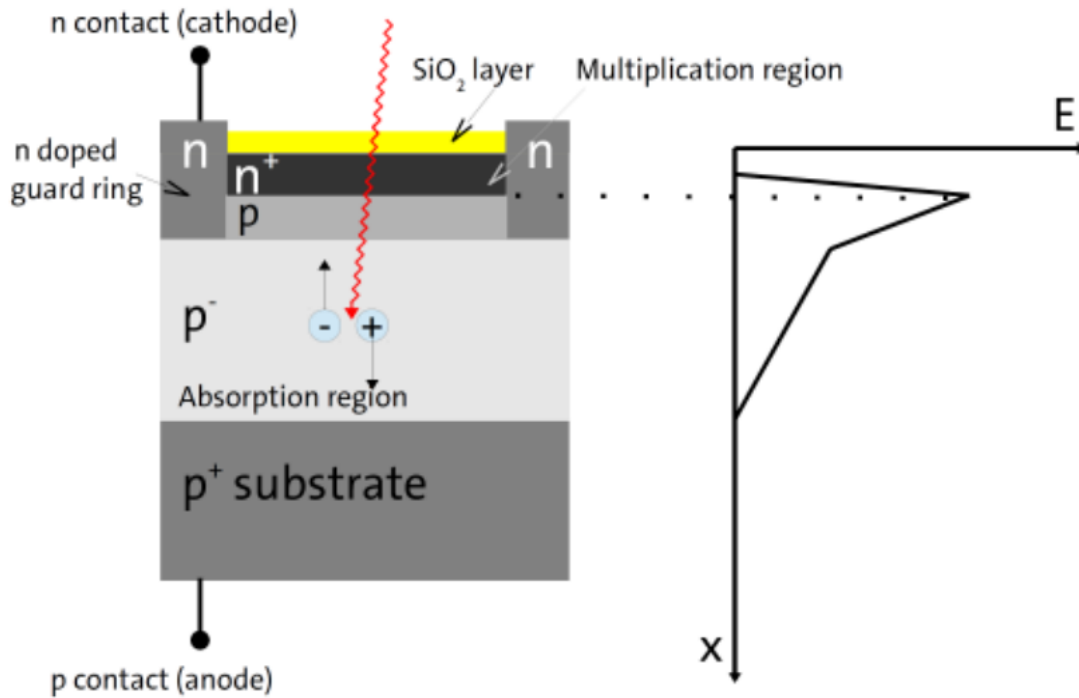 n contact (cathode)
SiO₂ layer
Multiplication region
E
n doped
guard ring
n
n⁺
n
p
p⁻
-
+
Absorption region
p⁺ substrate
x
p contact (anode)